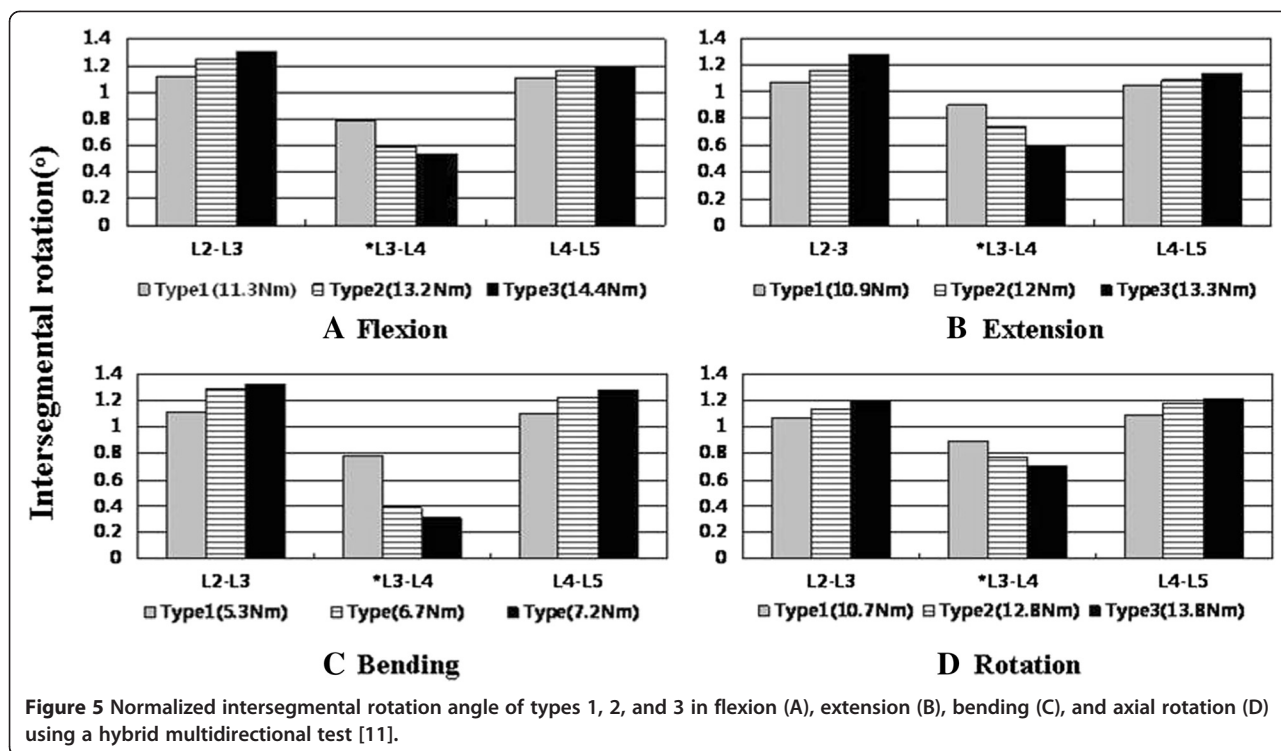 Intersegmental rotation(º)
1.4
1.2
1
0.8
0.6
0.4
0.2
0
L2-L3 *L3-L4 L4-L5
Type1(11.3Nm) Type2(13.2Nm) Type3(14.4Nm)
A Flexion
1.4
1.2
1
0.8
0.6
0.4
0.2
0
L2-3 *L3-L4 L4-L5
Type1(10.9Nm) Type2(12Nm) Type3(13.3Nm)
B Extension
1.4
1.2
1
0.8
0.6
0.4
0.2
0
L2-L3 *L3-L4 L4-L5
Type1(5.3Nm) Type(6.7Nm) Type(7.2Nm)
C Bending
1.4
1.2
1
0.8
0.6
0.4
0.2
0
L2-L3 *L3-L4 L4-L5
Type1(10.7Nm) Type2(12.8Nm) Type3(13.8Nm)
D Rotation
Figure 5 Normalized intersegmental rotation angle of types 1, 2, and 3 in flexion (A), extension (B), bending (C), and axial rotation (D)
using a hybrid multidirectional test [11].